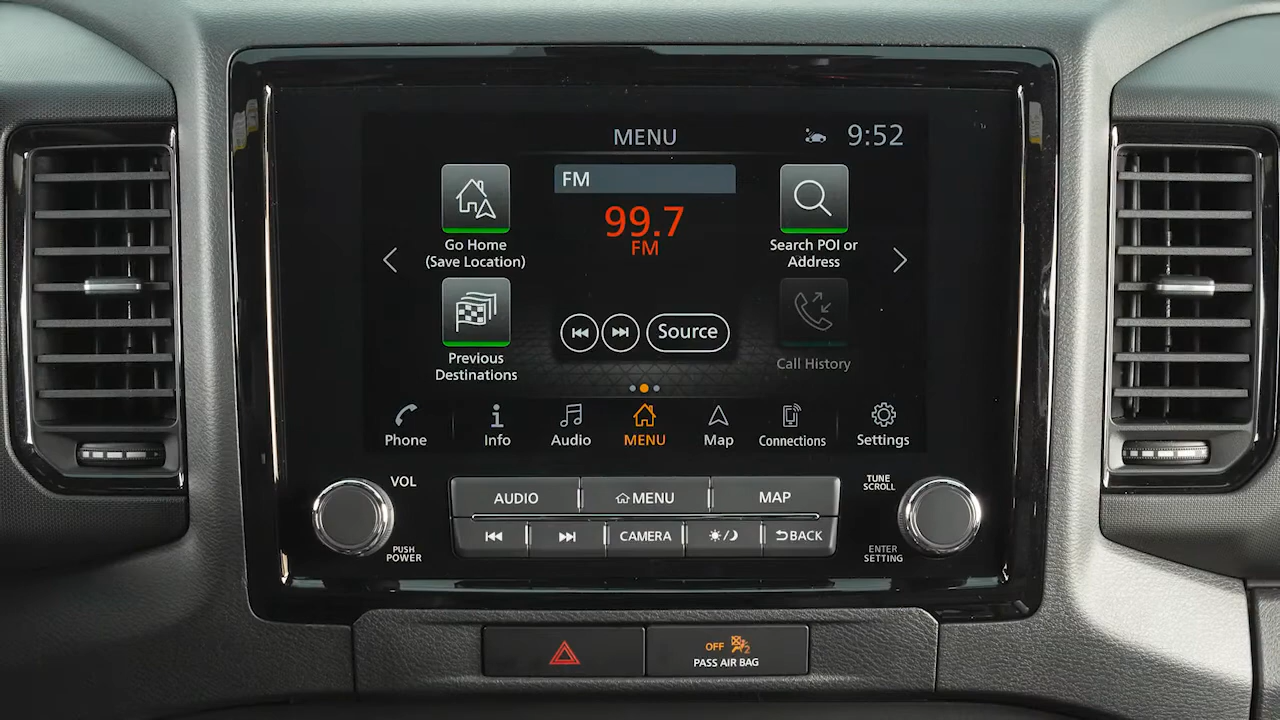 MENU
9:52
FM
99.7
FM
Go Home
(Save Location)
Search POI or
Address
Previous
Destinations
Source
Call History
Phone
Info
Audio
MENU
Map
Connections
Settings
VOL
AUDIO
MENU
MAP
TUNE
SCROLL
CAMERA
BACK
PUSH
POWER
ENTER
SETTING
OFF
2
PASS AIR BAG